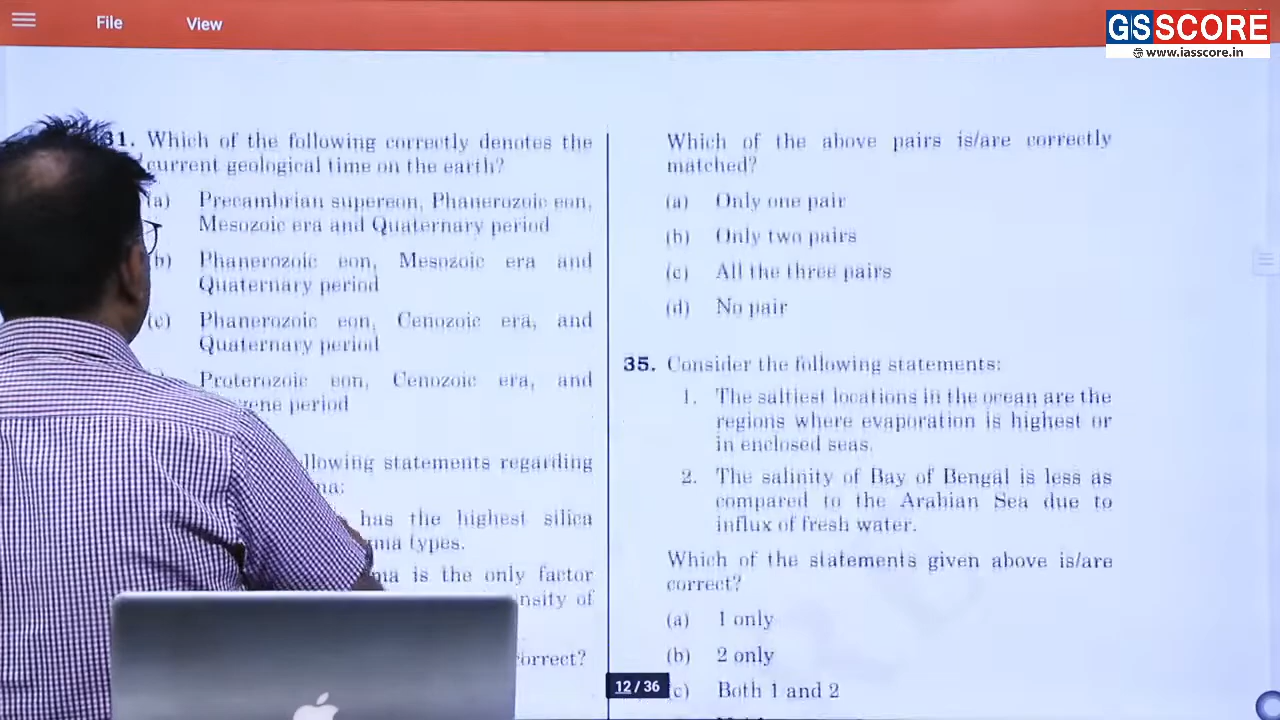 File
View
GSSCORE
www.iasscore.in
31. Which of the following correctly denotes the
current geological time on the earth?
(a) Precambrian supereon, Phanerozoic eon,
Mesozoic era and Quaternary period
(b) Phanerozoic eon, Mesozoic era and
Quaternary period
(c) Phanerozoic eon, Cenozoic era, and
Quaternary period
Proterozoic eon, Cenozoic era, and
period
statements regarding
has the highest silica
types.
is the only factor
of
correct?
Which of the above pairs is/are correctly
matched?
(a) Only one pair
(b) Only two pairs
(c) All the three pairs
(d) No pair
35. Consider the following statements:
1. The saltiest locations in the ocean are the
regions where evaporation is highest or
in enclosed seas.
2. The salinity of Bay of Bengal is less as
compared to the Arabian Sea due to
influx of fresh water.
Which of the statements given above is/are
correct?
(a) 1 only
(b) 2 only
(c) Both 1 and 2
12 / 36